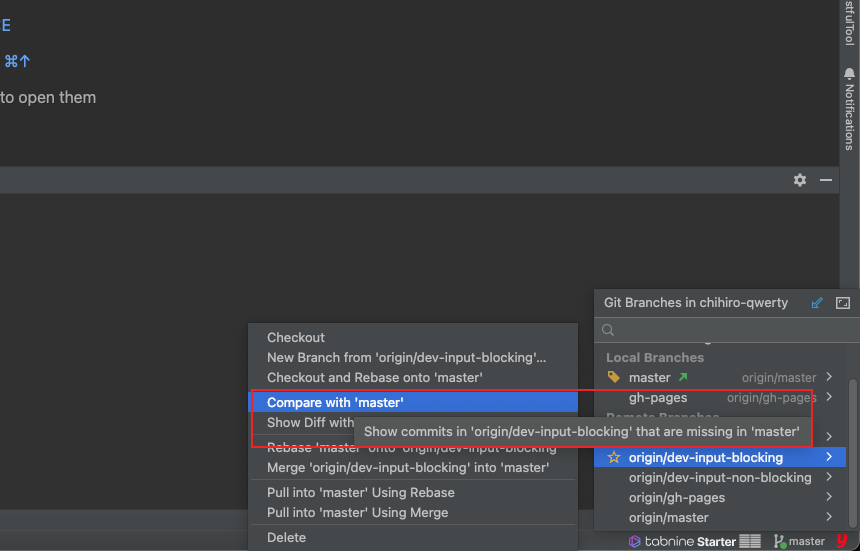 ⌘↑
to open them
Notifications
Git Branches in chihiro-qwerty
Local Branches
master
origin/master
gh-pages
origin/gh-pages
origin/dev-input-blocking
origin/dev-input-non-blocking
origin/gh-pages
origin/master
Checkout
New Branch from 'origin/dev-input-blocking'...
Checkout and Rebase onto 'master'
Compare with 'master'
Show Diff with
Show commits in 'origin/dev-input-blocking' that are missing in 'master'
Rebase 'master' onto 'origin/dev-input-blocking'
Merge 'origin/dev-input-blocking' into 'master'
Pull into 'master' Using Rebase
Pull into 'master' Using Merge
Delete
tabnine Starter
master